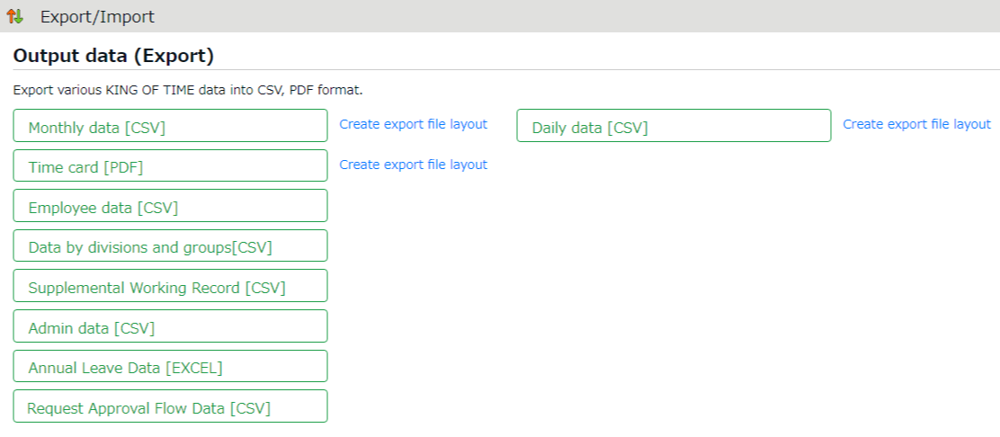 Export/Import
Output data (Export)
Export various KING OF TIME data into CSV, PDF format.
Monthly data [CSV] Create export file layout Daily data [CSV] Create export file layout
Time card [PDF] Create export file layout
Employee data [CSV]
Data by divisions and groups[CSV]
Supplemental Working Record [CSV]
Admin data [CSV]
Annual Leave Data [EXCEL]
Request Approval Flow Data [CSV]